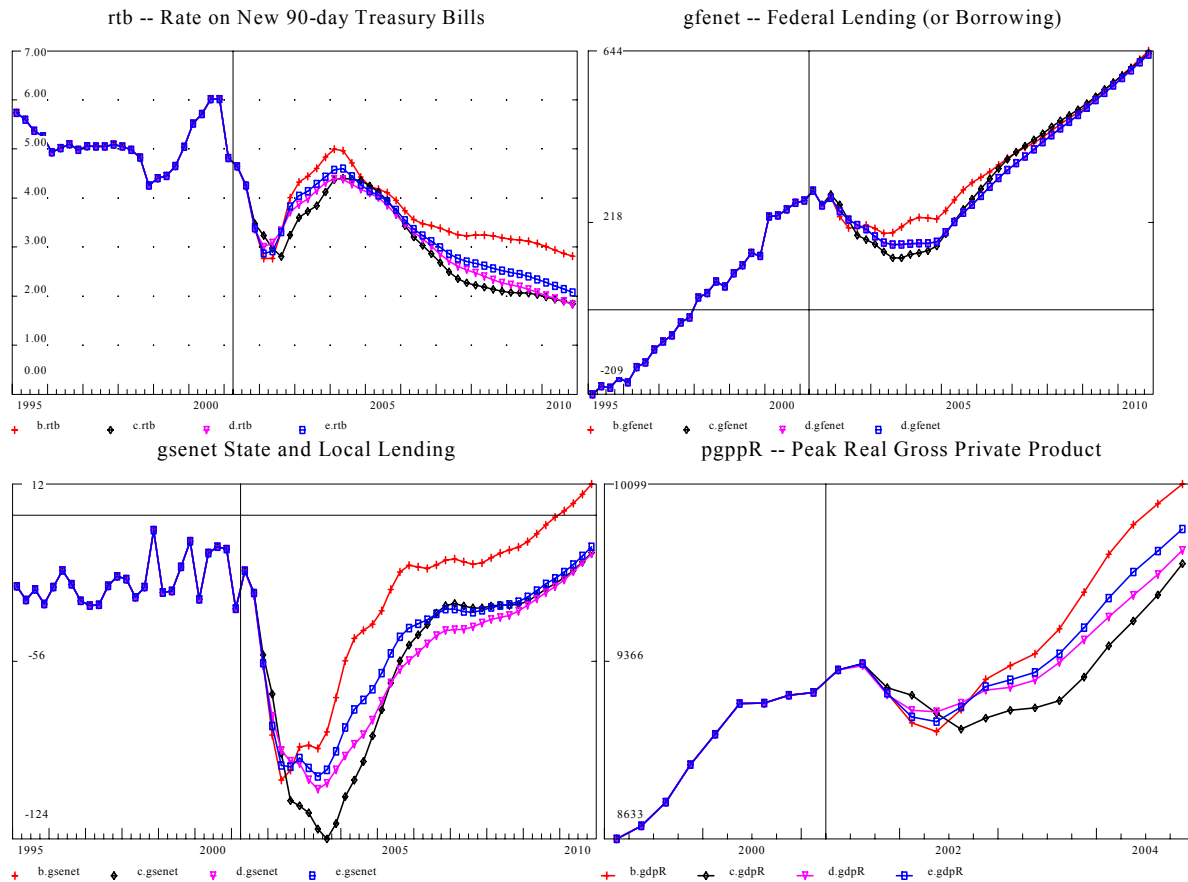 rtb -- Rate on New 90-day Treasury Bills
7.00
6.00
5.00
4.00
3.00
2.00
1.00
0.00
1995 2000 2005 2010
b.rtb c.rtb d.rtb e.rtb
gfenet -- Federal Lending (or Borrowing)
644
218
-209
1995 2000 2005 2010
b.gfenet c.gfenet d.gfenet d.gfenet
gsenet State and Local Lending
12
-56
-124
1995 2000 2005 2010
b.gsenet c.gsenet d.gsenet e.gsenet
pgppR -- Peak Real Gross Private Product
10099
9366
8633
2000 2002 2004
b.gdpR c.gdpR d.gdpR e.gdpR